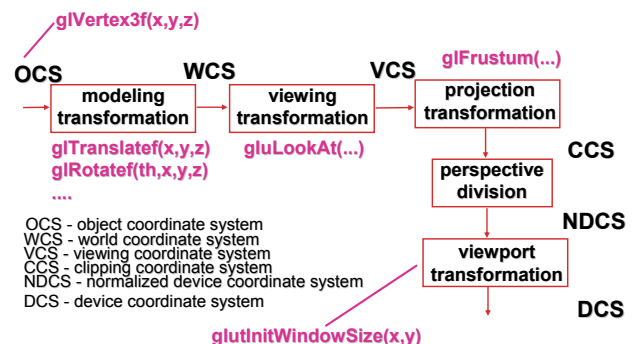 glVertex3f(x,y,z)
OCS
WCS
VCS
glFrustum(...)
modeling
transformation
viewing
transformation
projection
transformation
glTranslatef(x,y,z)
glRotatef(th,x,y,z)
....
gluLookAt(...)
CCS
perspective
division
OCS - object coordinate system
WCS - world coordinate system
VCS - viewing coordinate system
CCS - clipping coordinate system
NDCS - normalized device coordinate system
DCS - device coordinate system
NDCS
viewport
transformation
DCS
glutInitWindowSize(x,y)